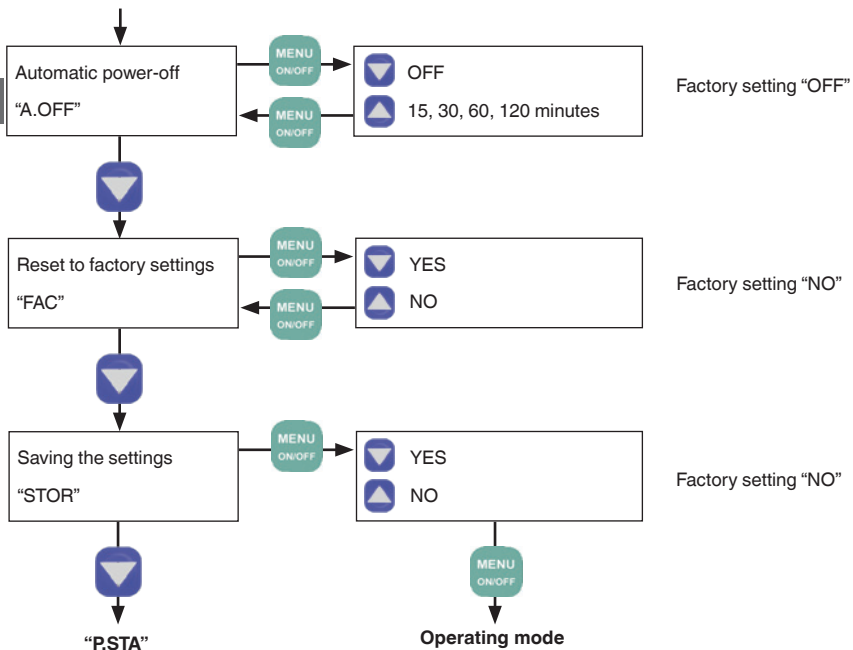 Automatic power-off
“A.OFF”
MENU
ON/OFF
MENU
ON/OFF
OFF
15, 30, 60, 120 minutes
Factory setting “OFF”
Reset to factory settings
“FAC”
MENU
ON/OFF
MENU
ON/OFF
YES
NO
Factory setting “NO”
Saving the settings
“STOR”
MENU
ON/OFF
YES
NO
Factory setting “NO”
MENU
ON/OFF
“P.STA”
Operating mode